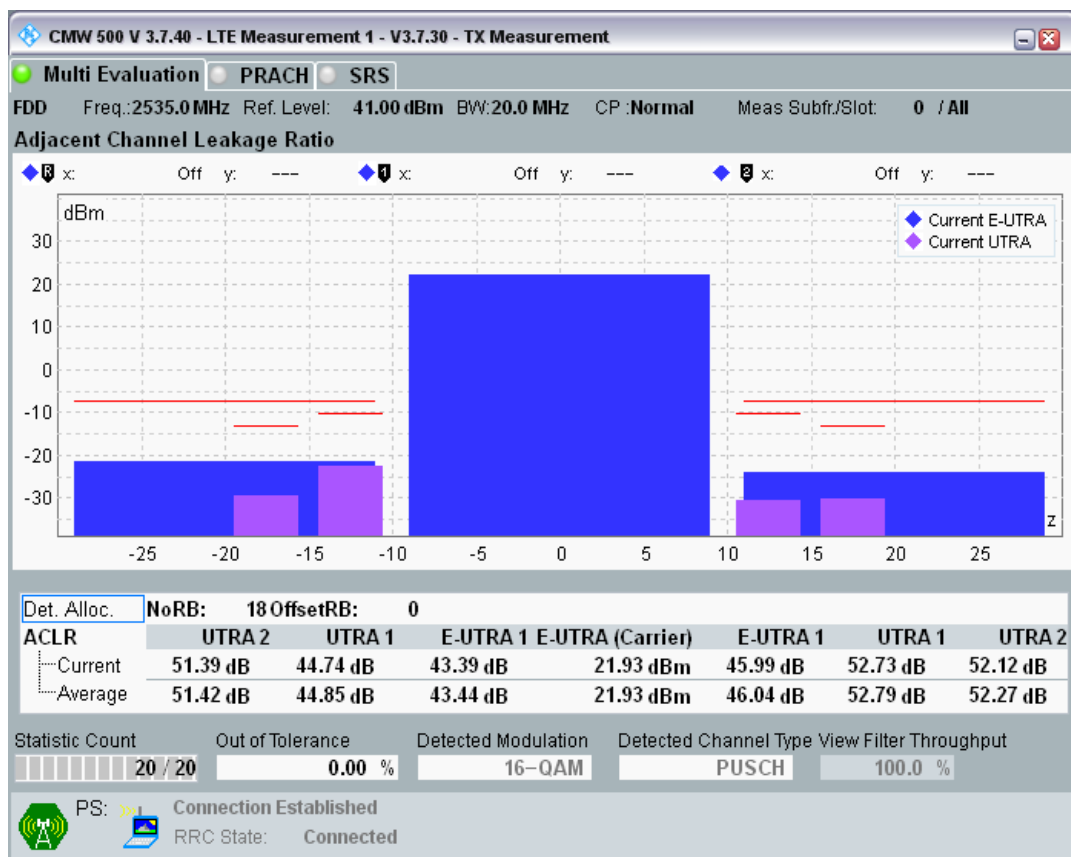 CMW 500 V 3.7.40 - LTE Measurement 1 - V3.7.30 - TX Measurement
Multi Evaluation PRACH SRS
FDD Freq.:2535.0 MHz Ref. Level: 41.00 dBm BW:20.0 MHz CP :Normal Meas Subfr./Slot: 0 / All
Adjacent Channel Leakage Ratio
R x: Off y: --- 1 x: Off y: --- 2 x: Off y: ---
dBm
Current E-UTRA
Current UTRA
30
20
10
0
-10
-20
-30
z
-25 -20 -15 -10 -5 0 5 10 15 20 25
Det. Alloc. NoRB: 18 OffsetRB: 0
ACLR UTRA 2 UTRA 1 E-UTRA 1 E-UTRA (Carrier) E-UTRA 1 UTRA 1 UTRA 2
Current 51.39 dB 44.74 dB 43.39 dB 21.93 dBm 45.99 dB 52.73 dB 52.12 dB
Average 51.42 dB 44.85 dB 43.44 dB 21.93 dBm 46.04 dB 52.79 dB 52.27 dB
Statistic Count Out of Tolerance Detected Modulation Detected Channel Type View Filter Throughput
20 / 20 0.00 % 16-QAM PUSCH 100.0 %
PS: Connection Established
RRC State: Connected